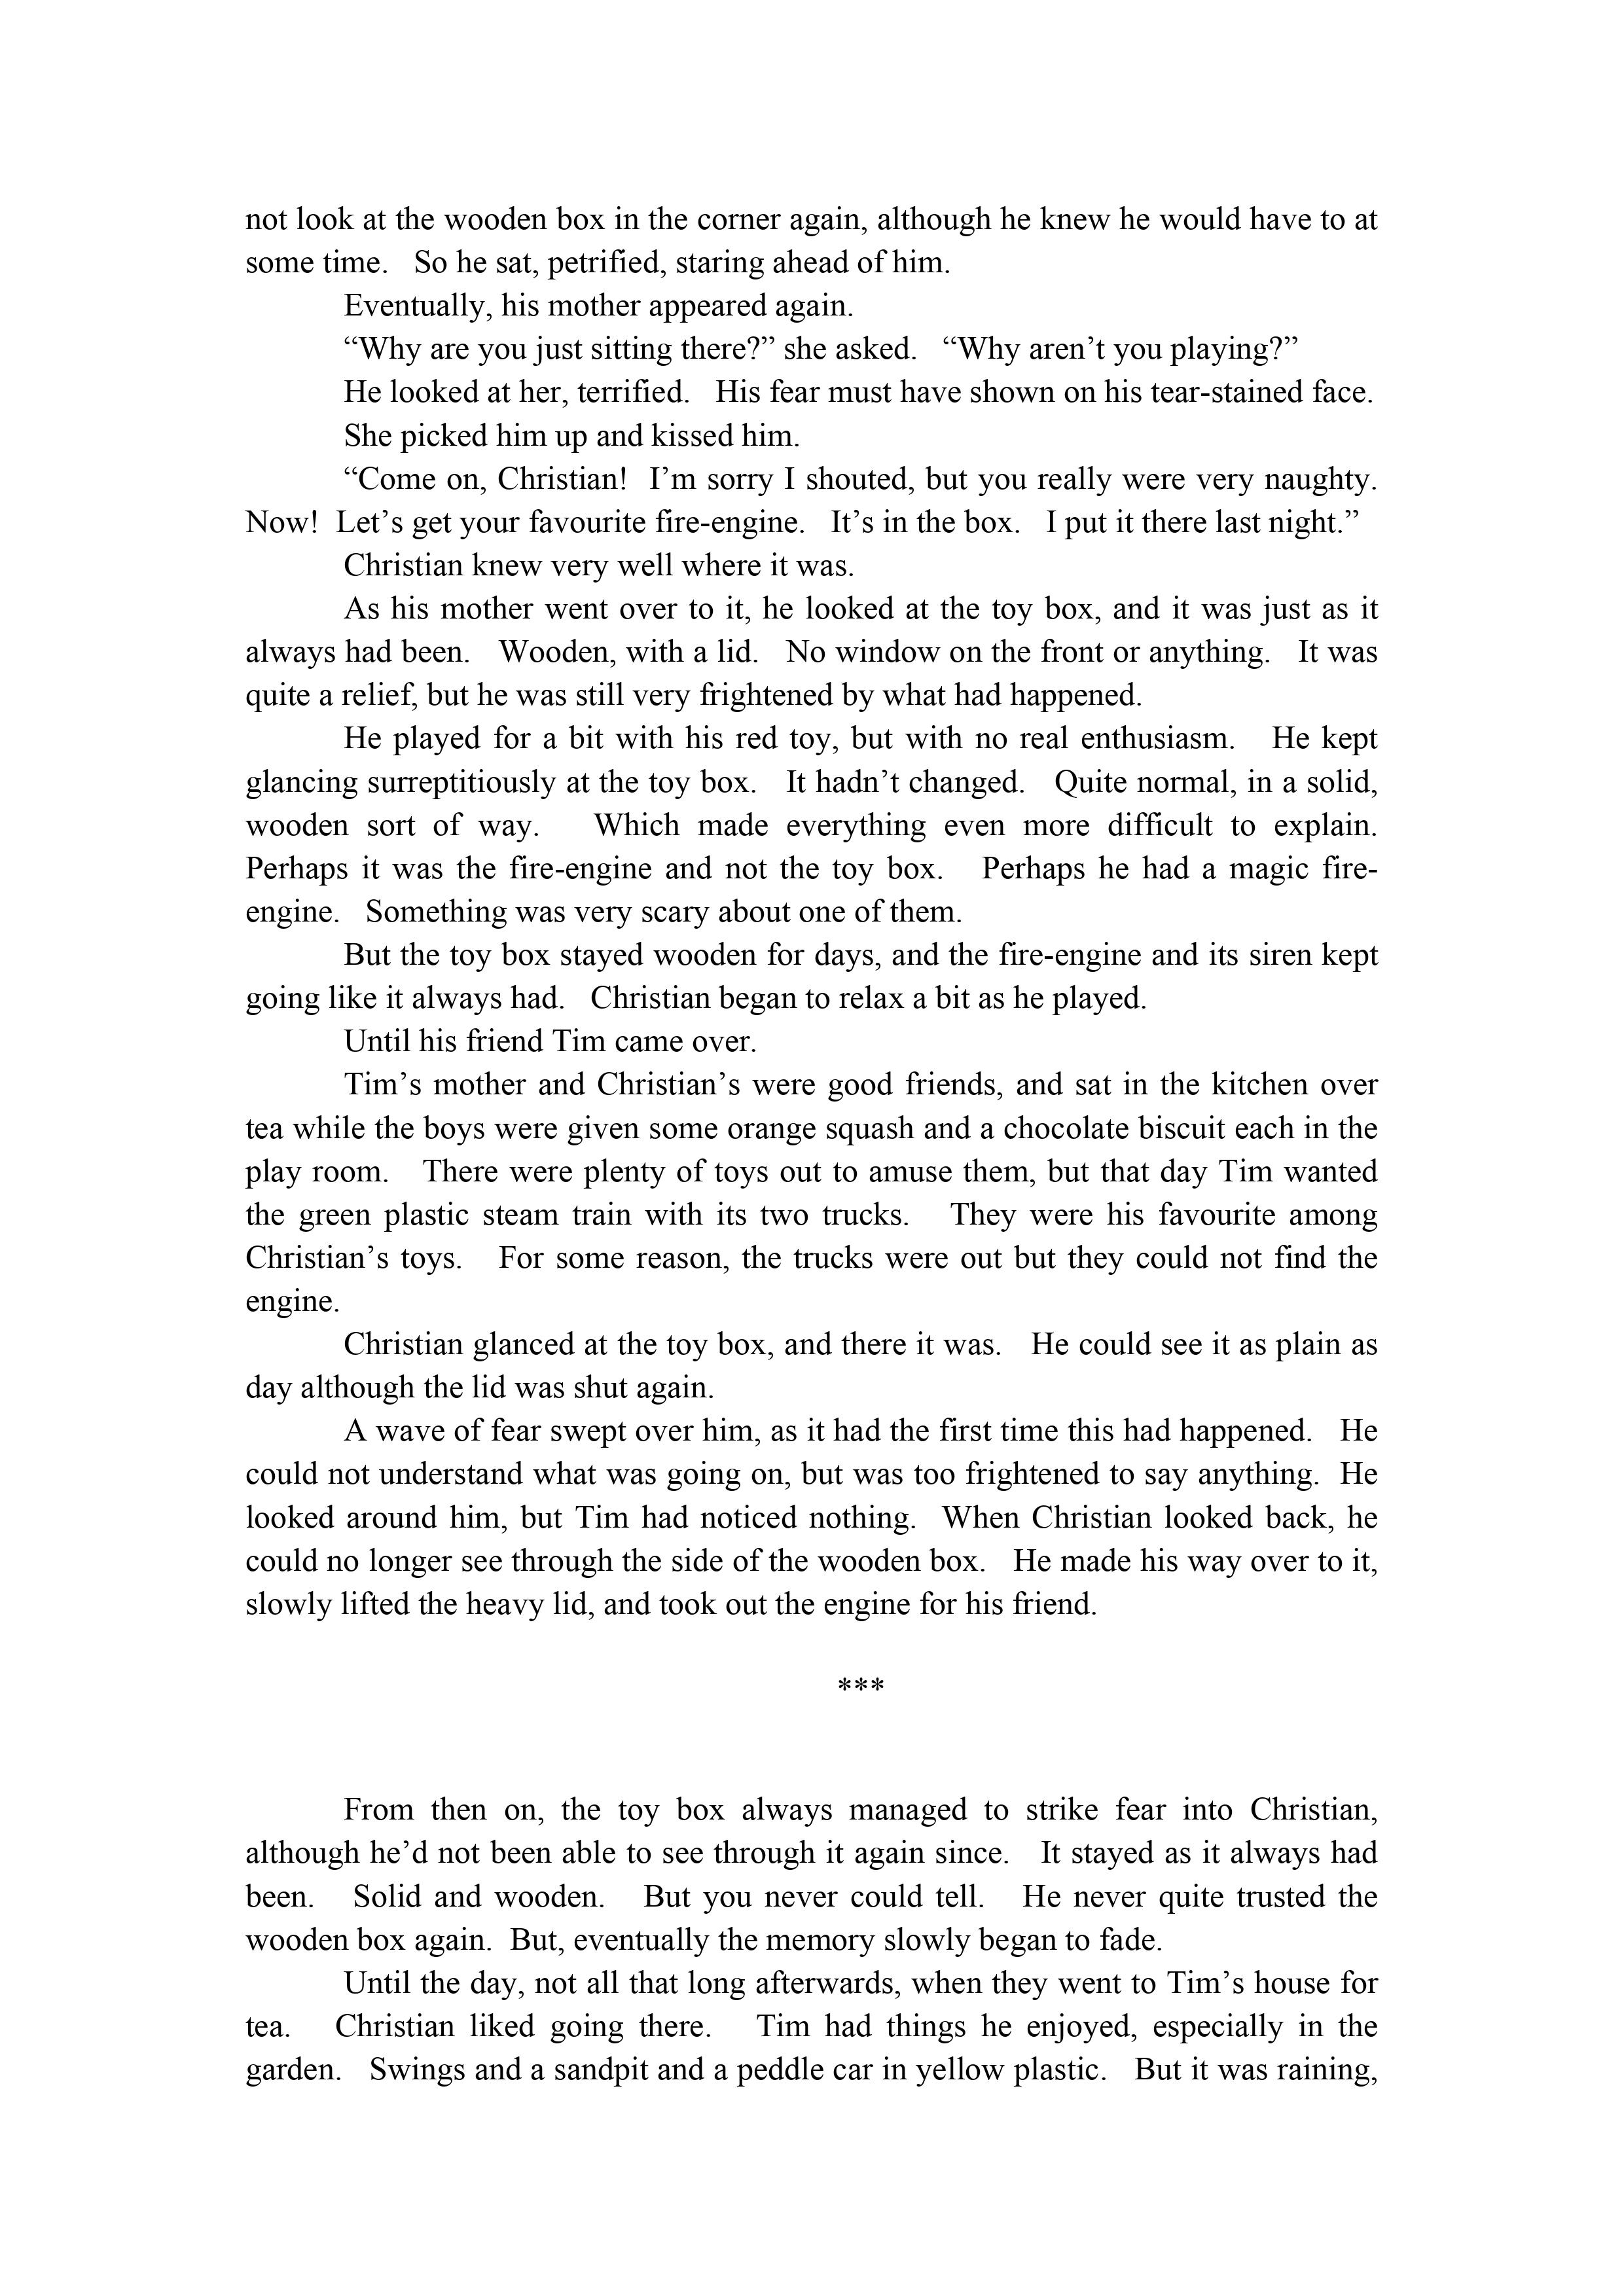 not look at the wooden box in the corner again, although he knew he would have to at
some time. So he sat, petrified, staring ahead of him.
Eventually, his mother appeared again.
“Why are you just sitting there?” she asked. “Why aren’t you playing?”
He looked at her, terrified. His fear must have shown on his tear-stained face.
She picked him up and kissed him.
“Come on, Christian! I’m sorry I shouted, but you really were very naughty.
Now! Let’s get your favourite fire-engine. It’s in the box. I put it there last night.”
Christian knew very well where it was.
As his mother went over to it, he looked at the toy box, and it was just as it
always had been. Wooden, with a lid. No window on the front or anything. It was
quite a relief, but he was still very frightened by what had happened.
He played for a bit with his red toy, but with no real enthusiasm. He kept
glancing surreptitiously at the toy box. It hadn’t changed. Quite normal, in a solid,
wooden sort of way. Which made everything even more difficult to explain.
Perhaps it was the fire-engine and not the toy box. Perhaps he had a magic fire-
engine. Something was very scary about one of them.
But the toy box stayed wooden for days, and the fire-engine and its siren kept
going like it always had. Christian began to relax a bit as he played.
Until his friend Tim came over.
Tim’s mother and Christian’s were good friends, and sat in the kitchen over
tea while the boys were given some orange squash and a chocolate biscuit each in the
play room. There were plenty of toys out to amuse them, but that day Tim wanted
the green plastic steam train with its two trucks. They were his favourite among
Christian’s toys. For some reason, the trucks were out but they could not find the
engine.
Christian glanced at the toy box, and there it was. He could see it as plain as
day although the lid was shut again.
A wave of fear swept over him, as it had the first time this had happened. He
could not understand what was going on, but was too frightened to say anything. He
looked around him, but Tim had noticed nothing. When Christian looked back, he
could no longer see through the side of the wooden box. He made his way over to it,
slowly lifted the heavy lid, and took out the engine for his friend.
***
From then on, the toy box always managed to strike fear into Christian,
although he’d not been able to see through it again since. It stayed as it always had
been. Solid and wooden. But you never could tell. He never quite trusted the
wooden box again. But, eventually the memory slowly began to fade.
Until the day, not all that long afterwards, when they went to Tim’s house for
tea. Christian liked going there. Tim had things he enjoyed, especially in the
garden. Swings and a sandpit and a peddle car in yellow plastic. But it was raining,